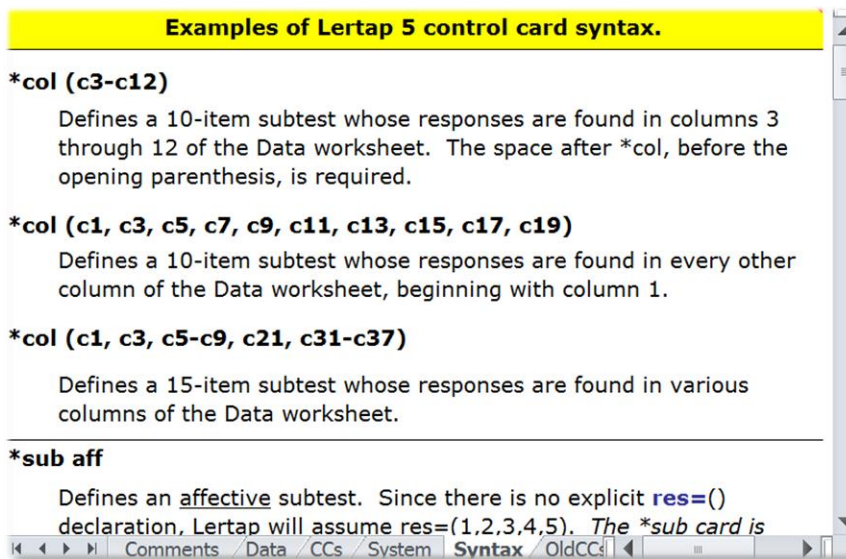 Examples of Lertap 5 control card syntax.
*col (c3-c12)
Defines a 10-item subtest whose responses are found in columns 3
through 12 of the Data worksheet. The space after *col, before the
opening parenthesis, is required.
*col (c1, c3, c5, c7, c9, c11, c13, c15, c17, c19)
Defines a 10-item subtest whose responses are found in every other
column of the Data worksheet, beginning with column 1.
*col (c1, c3, c5-c9, c21, c31-c37)
Defines a 15-item subtest whose responses are found in various
columns of the Data worksheet.
*sub aff
Defines an affective subtest. Since there is no explicit res=()
declaration, Lertap will assume res=(1,2,3,4,5). The *sub card is
Comments Data CCs System Syntax OldCCs